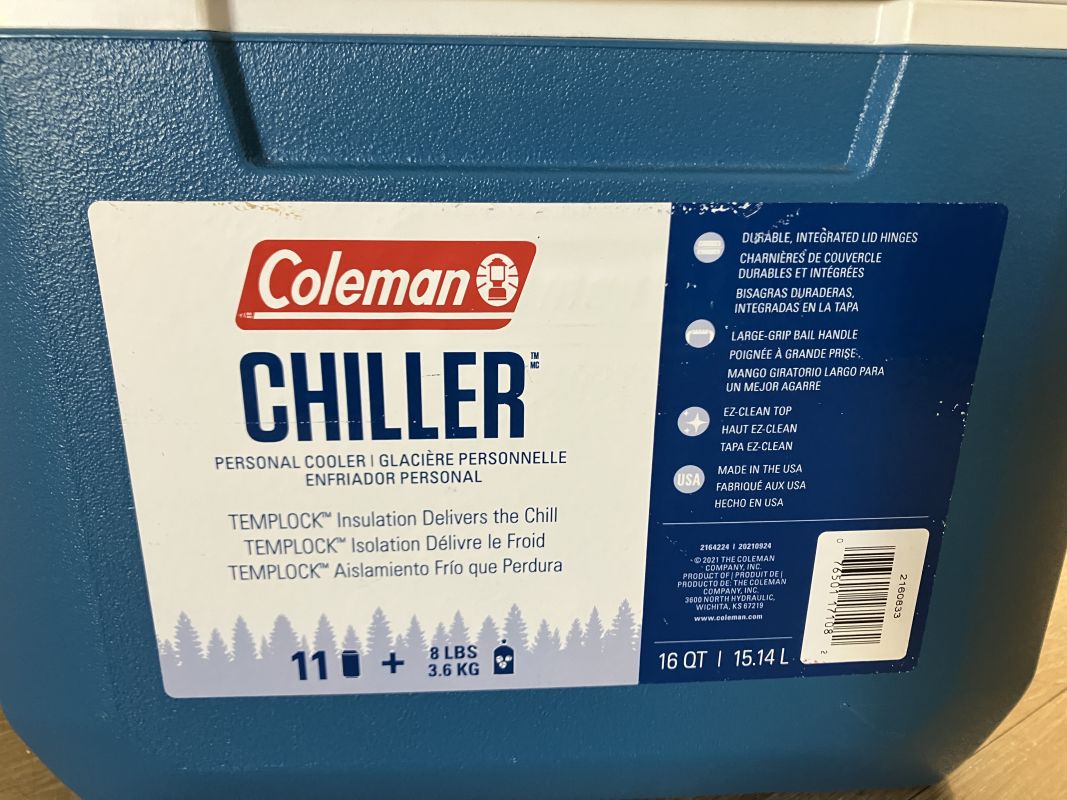 Coleman
CHILLER™ MC
PERSONAL COOLER | GLACIÈRE PERSONNELLE
ENFRIADOR PERSONAL
TEMPLOCK™ Insulation Delivers the Chill
TEMPLOCK™ Isolation Délivre le Froid
TEMPLOCK™ Aislamiento Frío que Perdura
11 + 8 LBS
3.6 KG
DURABLE, INTEGRATED LID HINGES
CHARNIÈRES DE COUVERCLE
DURABLES ET INTÉGRÉES
BISAGRAS DURADERAS,
INTEGRADAS EN LA TAPA
LARGE-GRIP BAIL HANDLE
POIGNÉE À GRANDE PRISE
MANGO GIRATORIO LARGO PARA
UN MEJOR AGARRE
EZ-CLEAN TOP
HAUT EZ-CLEAN
TAPA EZ-CLEAN
USA
MADE IN THE USA
FABRIQUÉ AUX USA
HECHO EN USA
2164224 | 20210924
© 2021 THE COLEMAN
COMPANY, INC.
PRODUCT OF | PRODUIT DE |
PRODUCTO DE: THE COLEMAN
COMPANY, INC.
3600 NORTH HYDRAULIC,
WICHITA, KS 67219
www.coleman.com
16 QT | 15.14 L
2160833
0 76501 17108 2